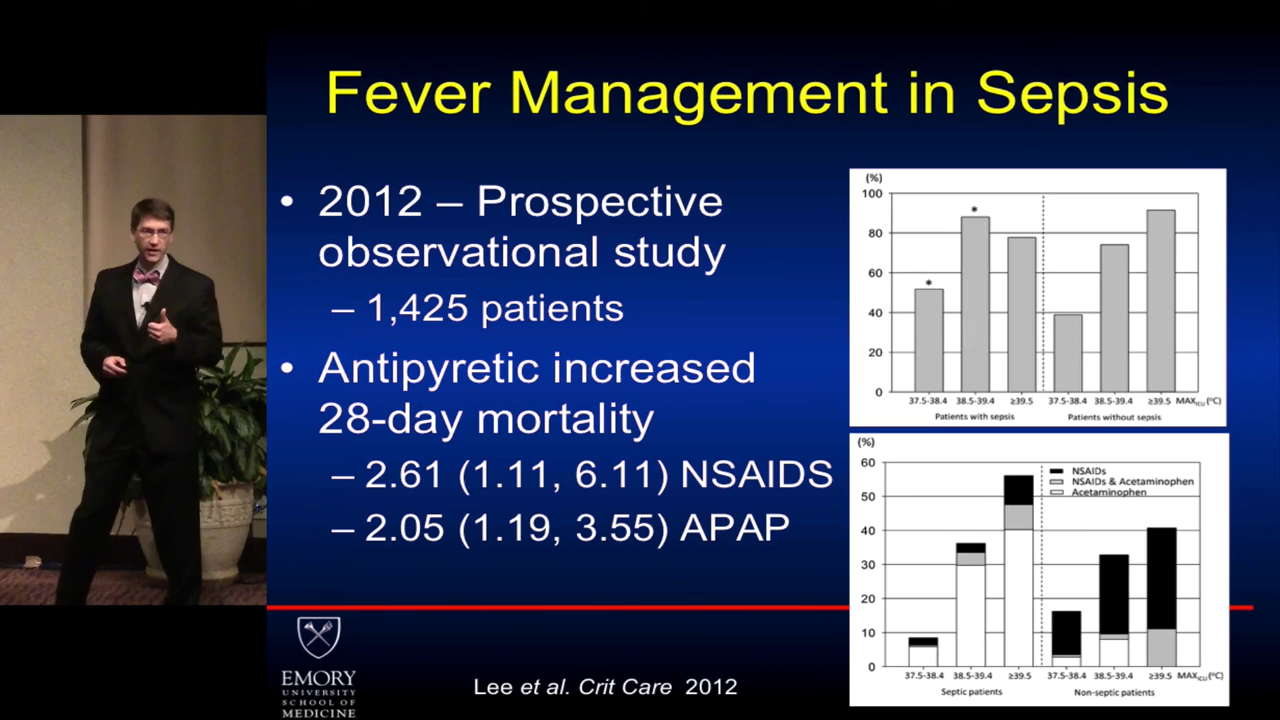 Fever Management in Sepsis
• 2012 – Prospective
observational study
– 1,425 patients
• Antipyretic increased
28-day mortality
– 2.61 (1.11, 6.11) NSAIDS
– 2.05 (1.19, 3.55) APAP
(%)
100
80
60
40
20
0
*
*
37.5-38.4 38.5-39.4 ≥39.5 37.5-38.4 38.5-39.4 ≥39.5 MAXICU (°C)
Patients with sepsis Patients without sepsis
(%)
60
50
40
30
20
10
0
NSAIDs
NSAIDs & Acetaminophen
Acetaminophen
37.5-38.4 38.5-39.4 ≥39.5 37.5-38.4 38.5-39.4 ≥39.5 MAXICU (°C)
Septic patients Non-septic patients
EMORY
UNIVERSITY
SCHOOL OF
MEDICINE
Lee et al. Crit Care 2012